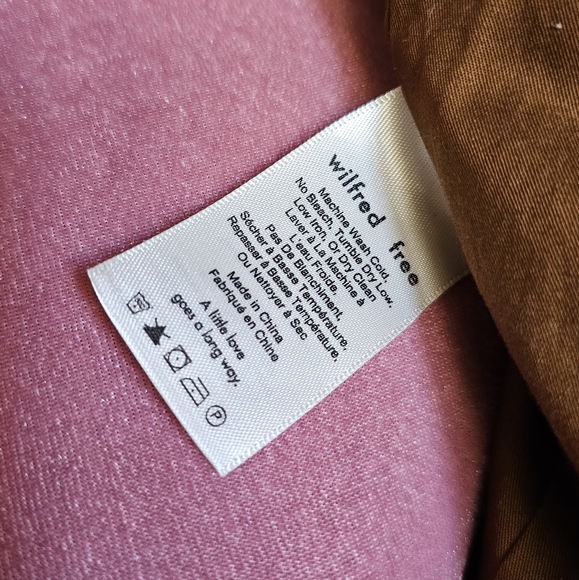 wilfred free
Machine Wash Cold,
No Bleach, Tumble Dry Low,
Low Iron, Or Dry Clean
Laver à La Machine à
L'eau Froide,
Pas De Blanchiment,
Sécher à Basse Température,
Repasser à Basse Température,
Ou Nettoyer à Sec
Made in China
Fabriqué en Chine
A little love
goes a long way.
P